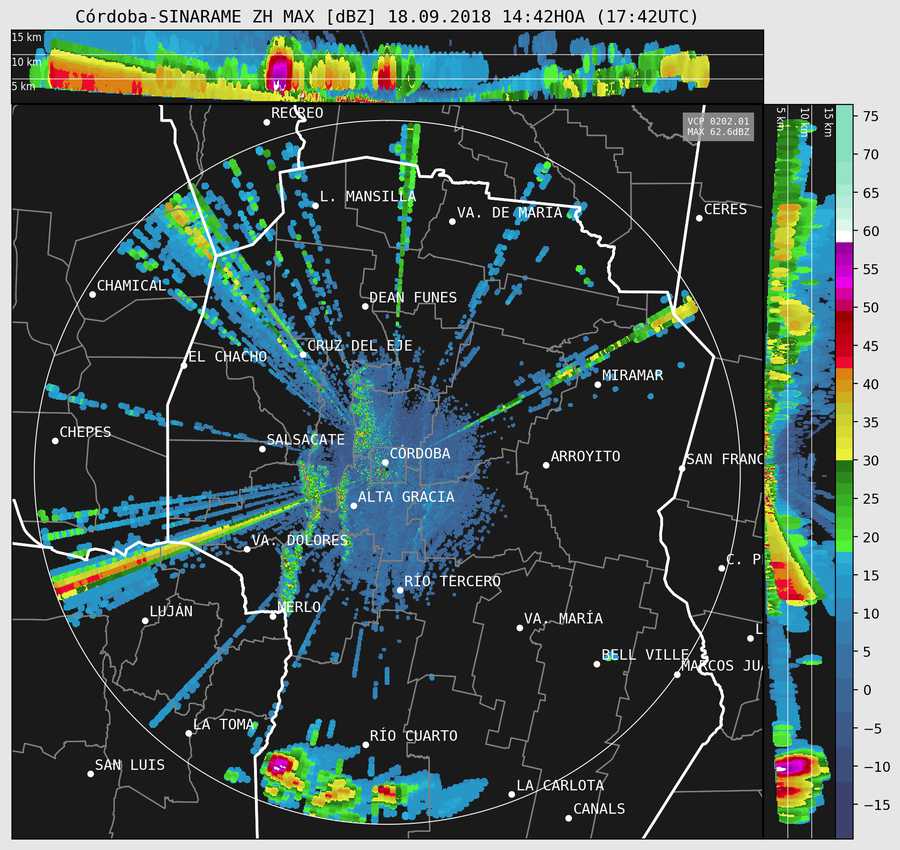 Córdoba-SINARAME ZH MAX [dBZ] 18.09.2018 14:42HOA (17:42UTC)
15 km
10 km
5 km
5 km
10 km
15 km
VCP 0202.01
MAX 62.6dBZ
RECREO
L. MANSILLA
VA. DE MARIA
CERES
CHAMICAL
DEAN FUNES
CRUZ DEL EJE
EL CHACHO
MIRAMAR
CHEPES
SALSACATE
CÓRDOBA
ARROYITO
SAN FRANC
ALTA GRACIA
VA. DOLORES
C. P
RÍO TERCERO
LUJÁN
MERLO
VA. MARÍA
L
BELL VILLE
MARCOS JUA
LA TOMA
RÍO CUARTO
SAN LUIS
LA CARLOTA
CANALS
75
70
65
60
55
50
45
40
35
30
25
20
15
10
5
0
−5
−10
−15